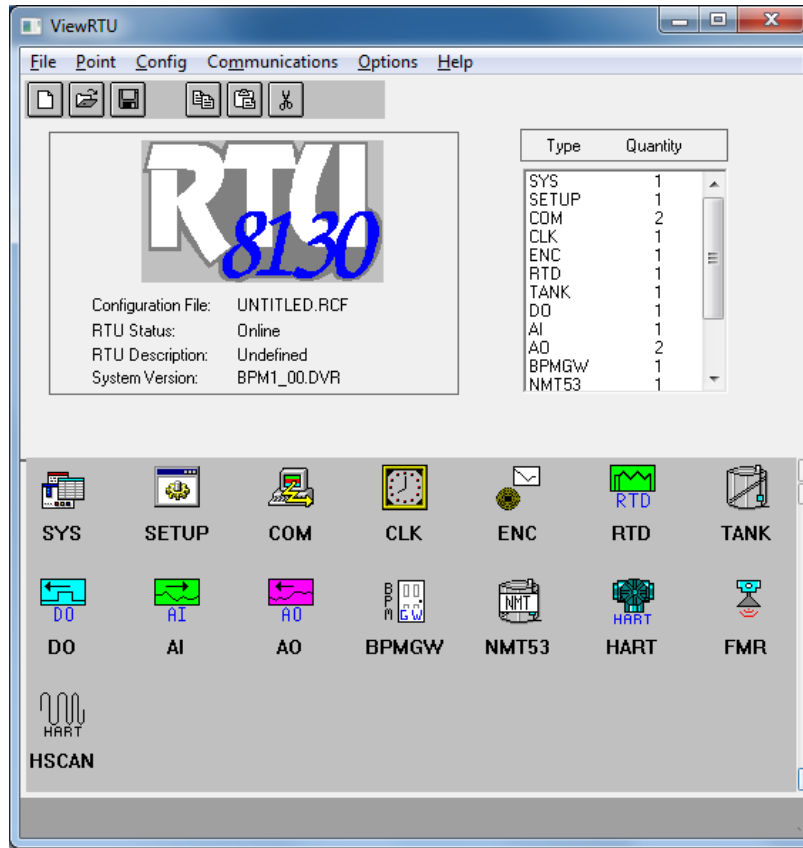 ViewRTU
File Point Config Communications Options Help
RTU
8130
Configuration File: UNTITLED.RCF
RTU Status: Online
RTU Description: Undefined
System Version: BPM1_00.DVR
Type Quantity
SYS 1
SETUP 1
COM 2
CLK 1
ENC 1
RTD 1
TANK 1
DO 1
AI 1
AO 2
BPMGW 1
NMT53 1
RTD
SYS SETUP COM CLK ENC RTD TANK
DO AI AO BPM GW NMT HART
DO AI AO BPMGW NMT53 HART FMR
HART
HSCAN